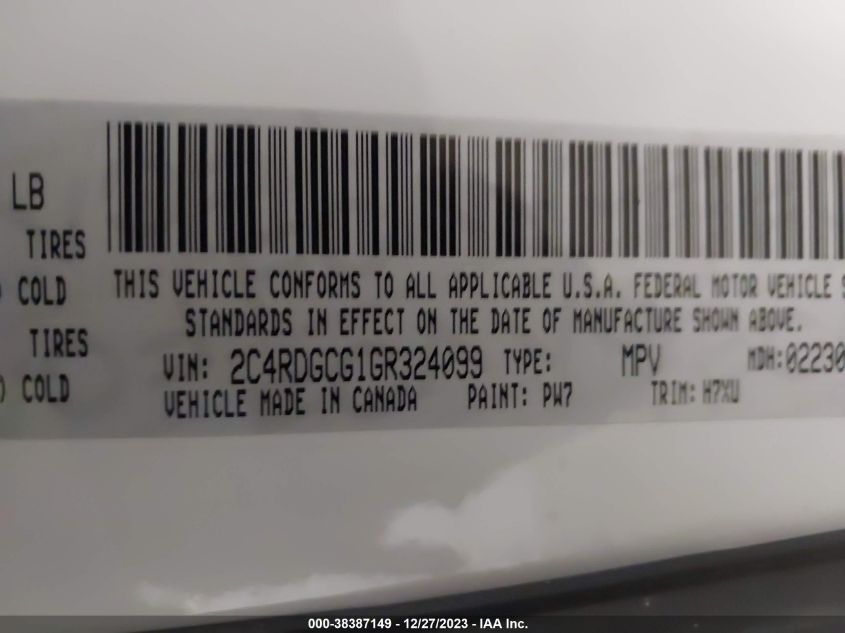 LB
TIRES
COLD
TIRES
) COLD
THIS VEHICLE CONFORMS TO ALL APPLICABLE U.S.A. FEDERAL MOTOR VEHICLE S
STANDARDS IN EFFECT ON THE DATE OF MANUFACTURE SHOWN ABOVE.
VIN: 2C4RDGCG1GR324099 TYPE: MPV MDH:02230
VEHICLE MADE IN CANADA PAINT: PW7 TRIM: H7XU
000-38387149 - 12/27/2023 - IAA Inc.